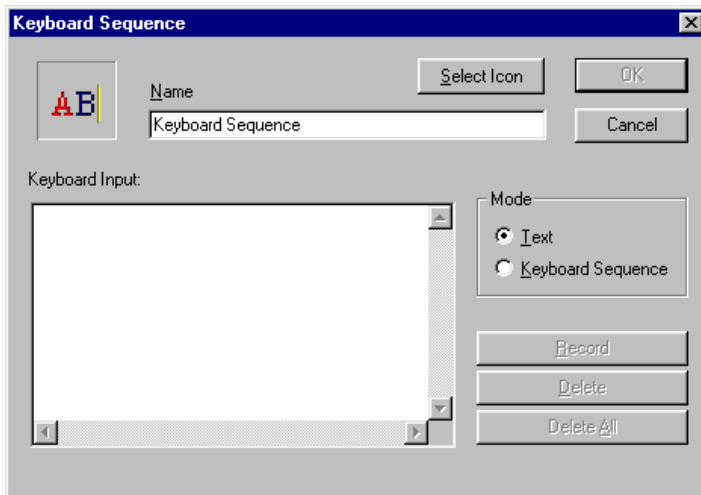 Keyboard Sequence
AB
Select Icon
OK
Name
Keyboard Sequence
Cancel
Keyboard Input:
Mode
Text
Keyboard Sequence
Record
Delete
Delete All